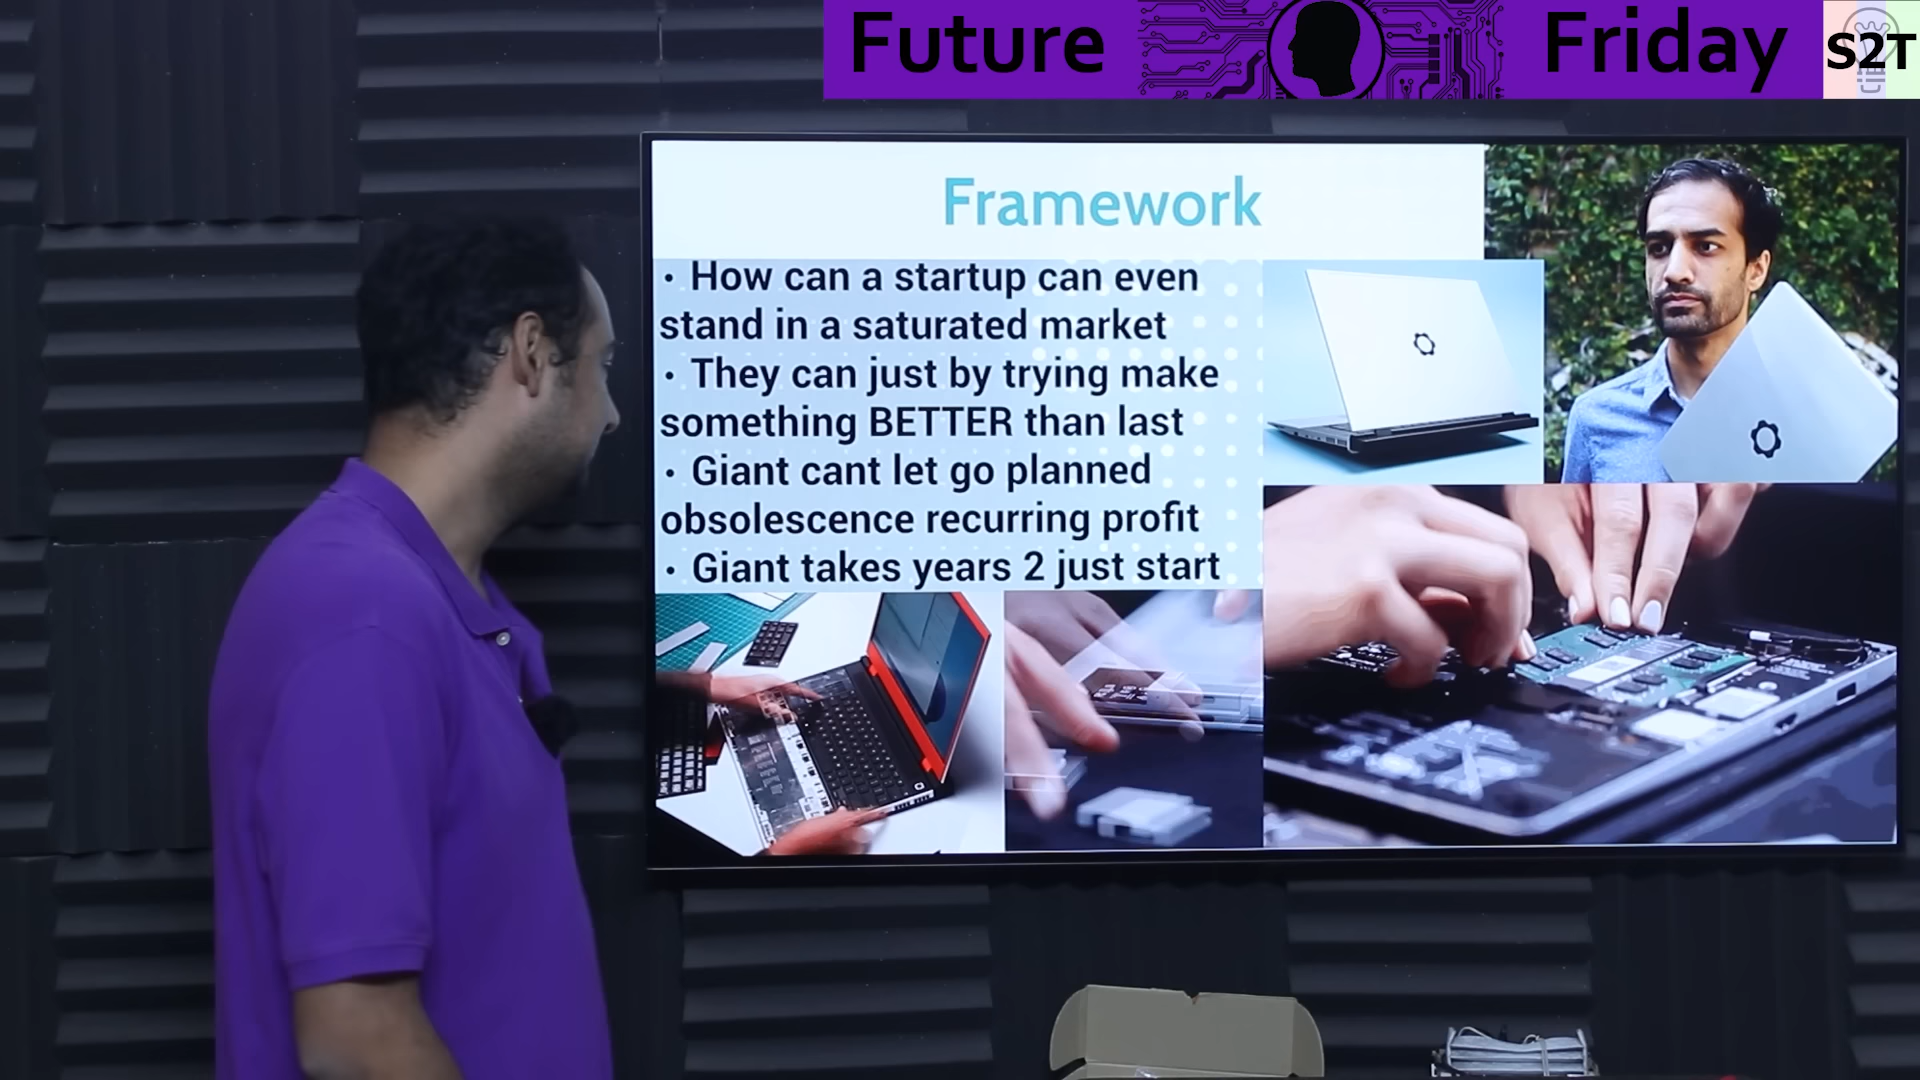 Future Friday S2T
Framework
• How can a startup can even
stand in a saturated market
• They can just by trying make
something BETTER than last
• Giant cant let go planned
obsolescence recurring profit
• Giant takes years 2 just start